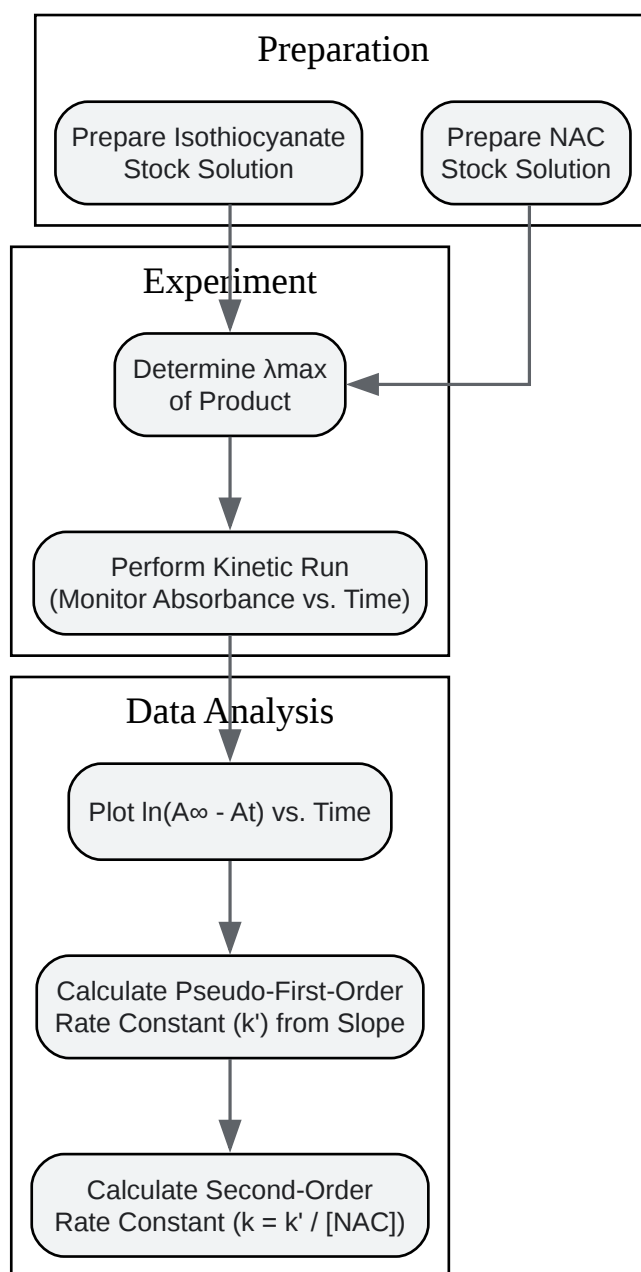 Preparation
Prepare Isothiocyanate
Stock Solution
Prepare NAC
Stock Solution
Experiment
Determine λmax
of Product
Perform Kinetic Run
(Monitor Absorbance vs. Time)
Data Analysis
Plot ln(A∞ - At) vs. Time
Calculate Pseudo-First-Order
Rate Constant (k') from Slope
Calculate Second-Order
Rate Constant (k = k' / [NAC])